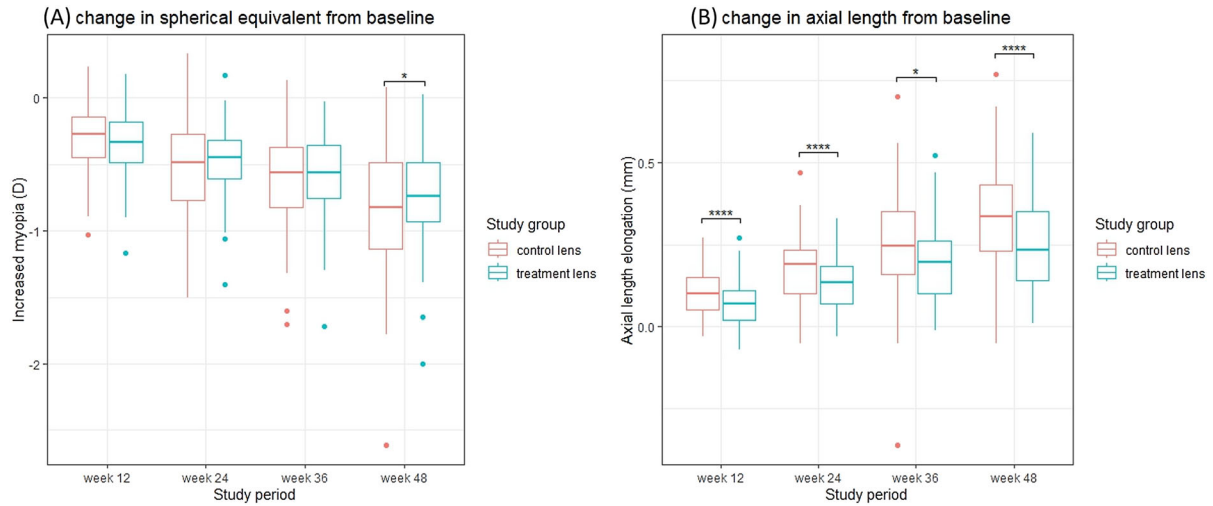 (A) change in spherical equivalent from baseline
Increased myopia (D)
0
-1
-2
*
week 12 week 24 week 36 week 48
Study period
Study group
control lens
treatment lens
(B) change in axial length from baseline
Axial length elongation (mm)
0.5
0.0
****
****
*
****
week 12 week 24 week 36 week 48
Study period
Study group
control lens
treatment lens